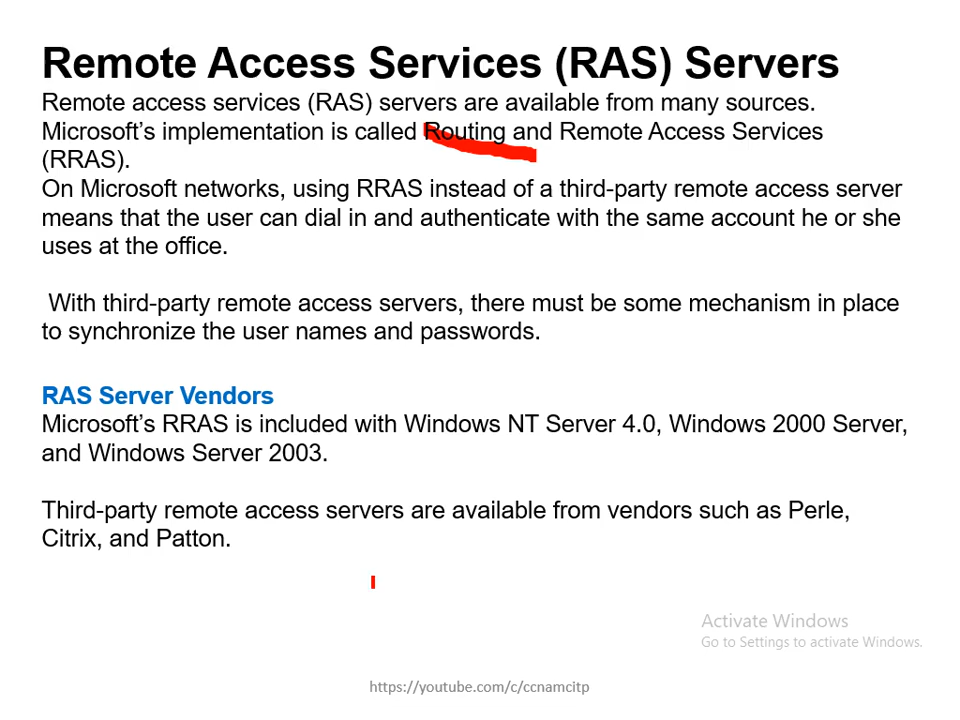 Remote Access Services (RAS) Servers
Remote access services (RAS) servers are available from many sources.
Microsoft’s implementation is called Routing and Remote Access Services
(RRAS).
On Microsoft networks, using RRAS instead of a third-party remote access server
means that the user can dial in and authenticate with the same account he or she
uses at the office.
With third-party remote access servers, there must be some mechanism in place
to synchronize the user names and passwords.
RAS Server Vendors
Microsoft’s RRAS is included with Windows NT Server 4.0, Windows 2000 Server,
and Windows Server 2003.
Third-party remote access servers are available from vendors such as Perle,
Citrix, and Patton.
Activate Windows
Go to Settings to activate Windows.
https://youtube.com/c/ccnamcitp